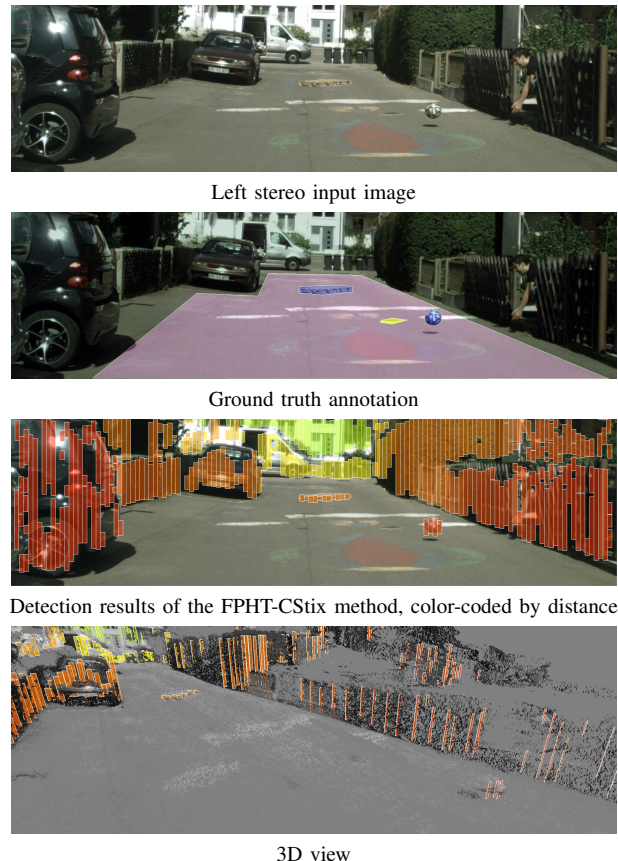 Left stereo input image
Ground truth annotation
Detection results of the FPHT-CStix method, color-coded by distance
3D view